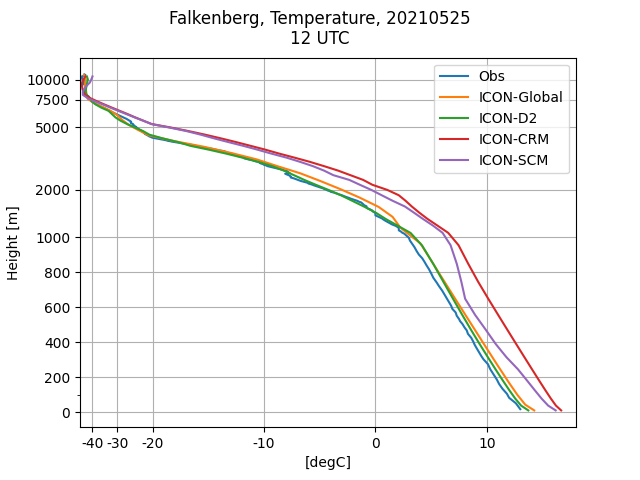 Falkenberg, Temperature, 20210525
12 UTC
Obs
ICON-Global
ICON-D2
ICON-CRM
ICON-SCM
Height [m]
10000
7500
5000
2000
1000
800
600
400
200
0
-40 -30 -20 -10 0 10
[degC]